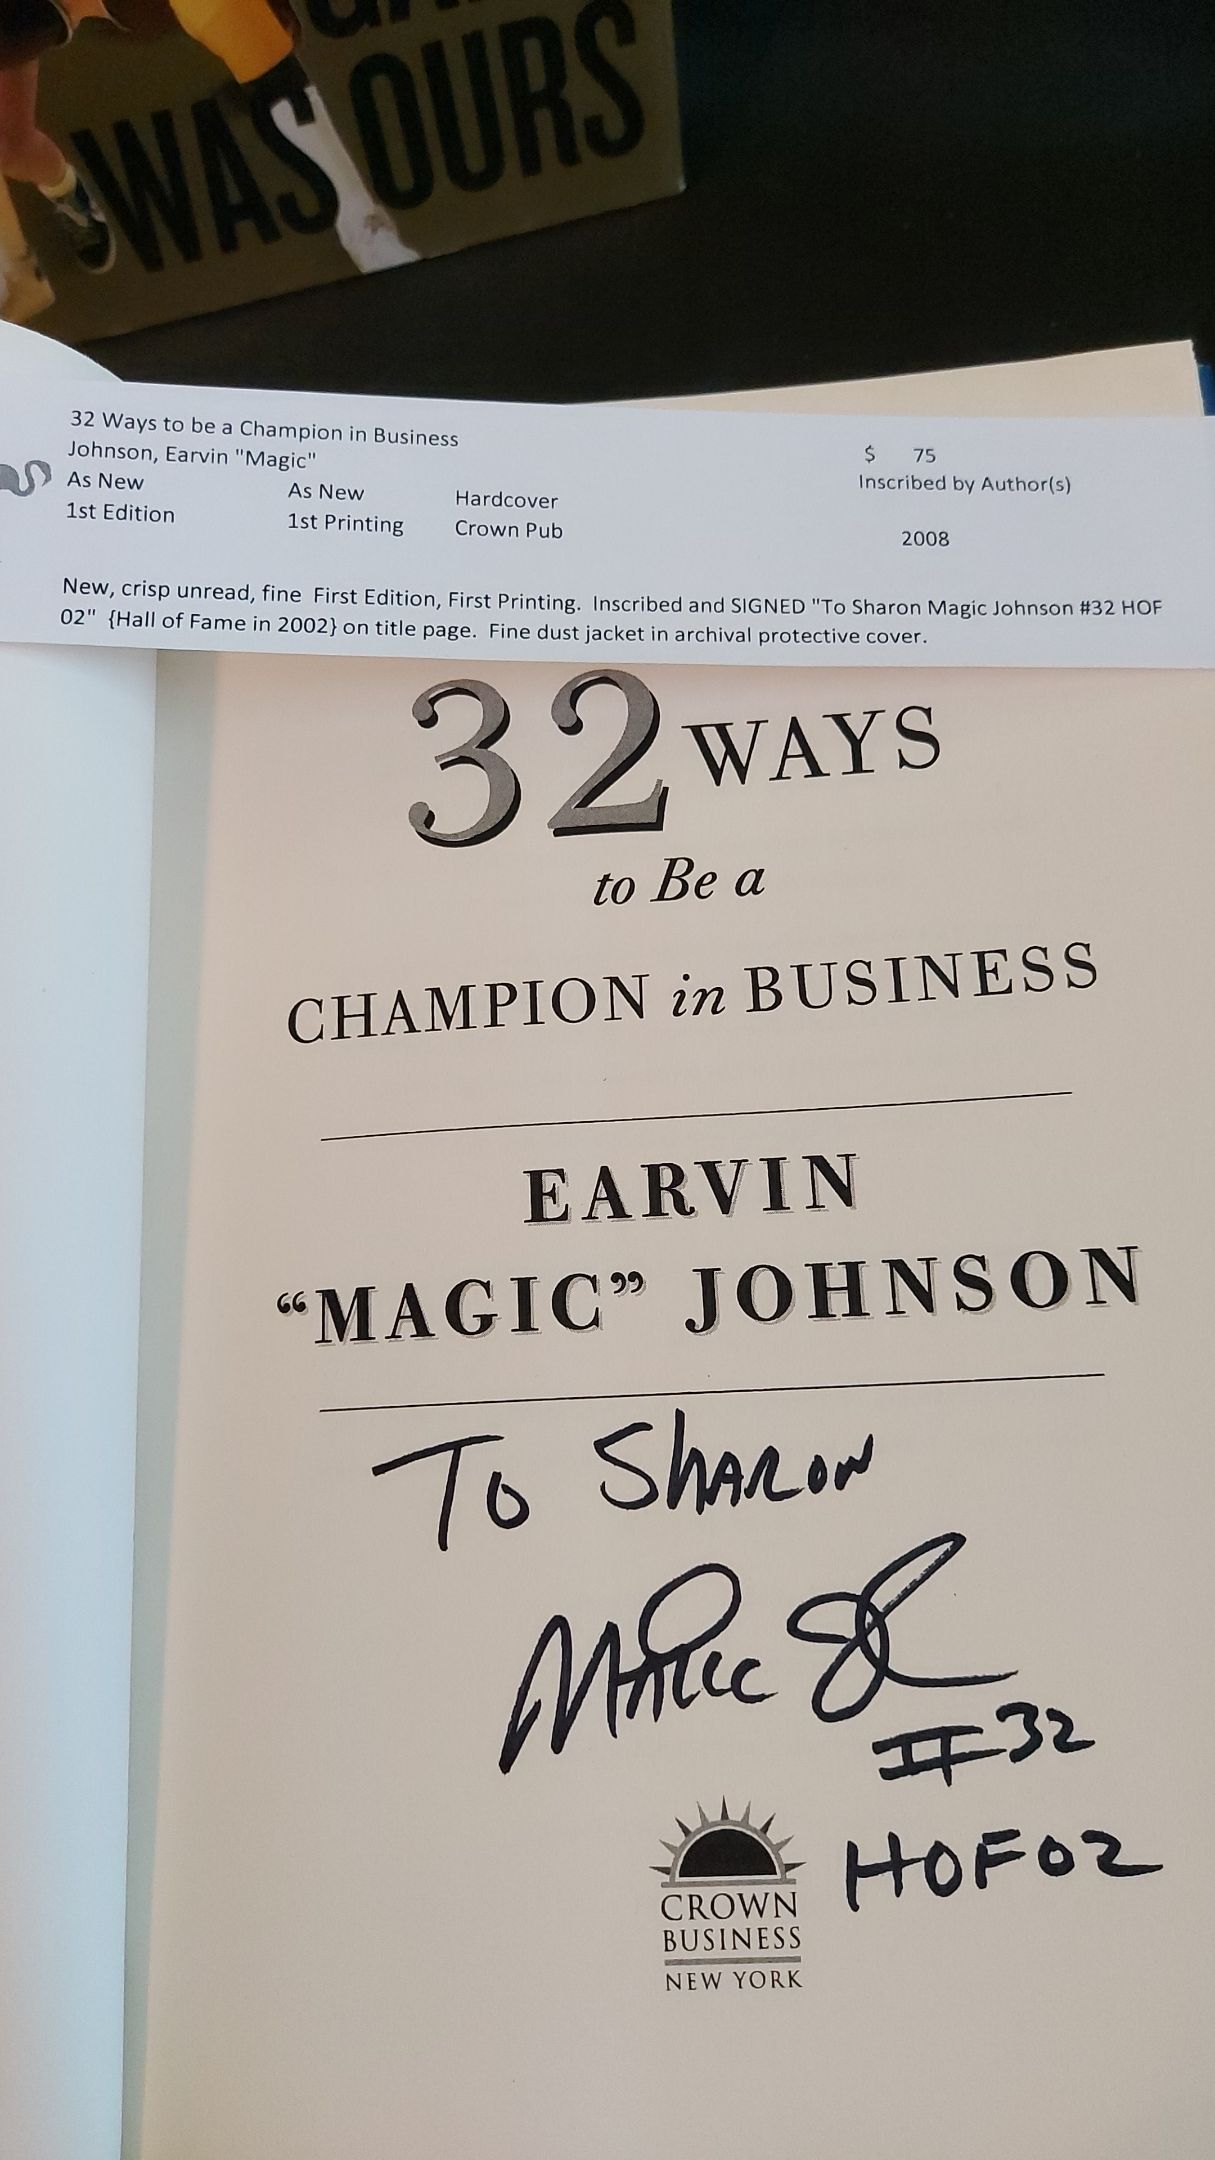 WAS OURS
32 Ways to be a Champion in Business
Johnson, Earvin "Magic"
$ 75
As New As New Hardcover Inscribed by Author(s)
1st Edition 1st Printing Crown Pub 2008
New, crisp unread, fine First Edition, First Printing. Inscribed and SIGNED "To Sharon Magic Johnson #32 HOF
02" {Hall of Fame in 2002} on title page. Fine dust jacket in archival protective cover.
32 WAYS
to Be a
CHAMPION in BUSINESS
EARVIN
“MAGIC” JOHNSON
To SHARON
Magic J
#32
HOF02
CROWN
BUSINESS
NEW YORK